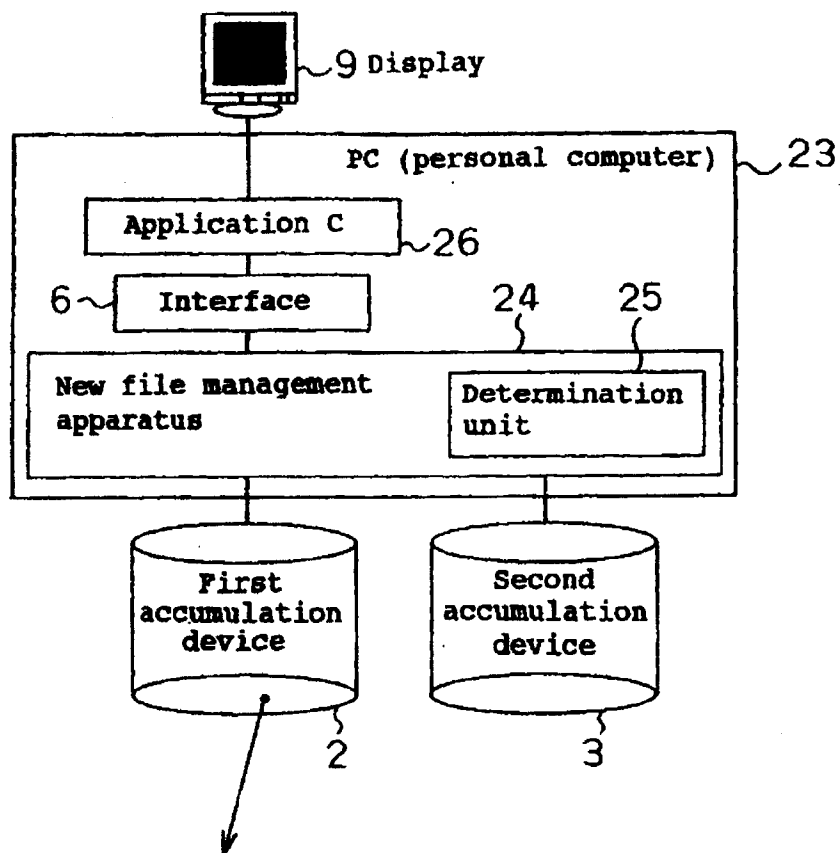 9 Display
PC (personal computer)
23
Application C
26
6
Interface
24
25
New file management
apparatus
Determination
unit
First
accumulation
device
Second
accumulation
device
2
3